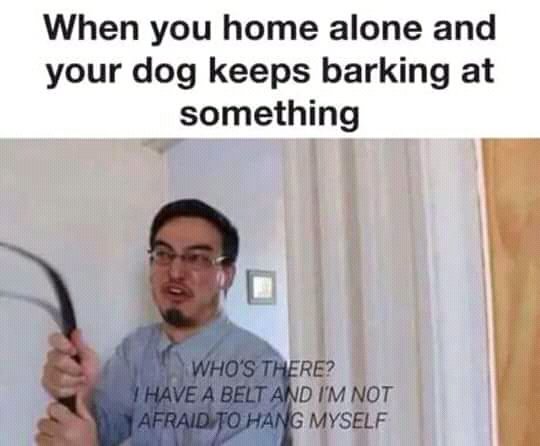 When you home alone and
your dog keeps barking at
something
WHO'S THERE?
I HAVE A BELT AND I'M NOT
AFRAID TO HANG MYSELF